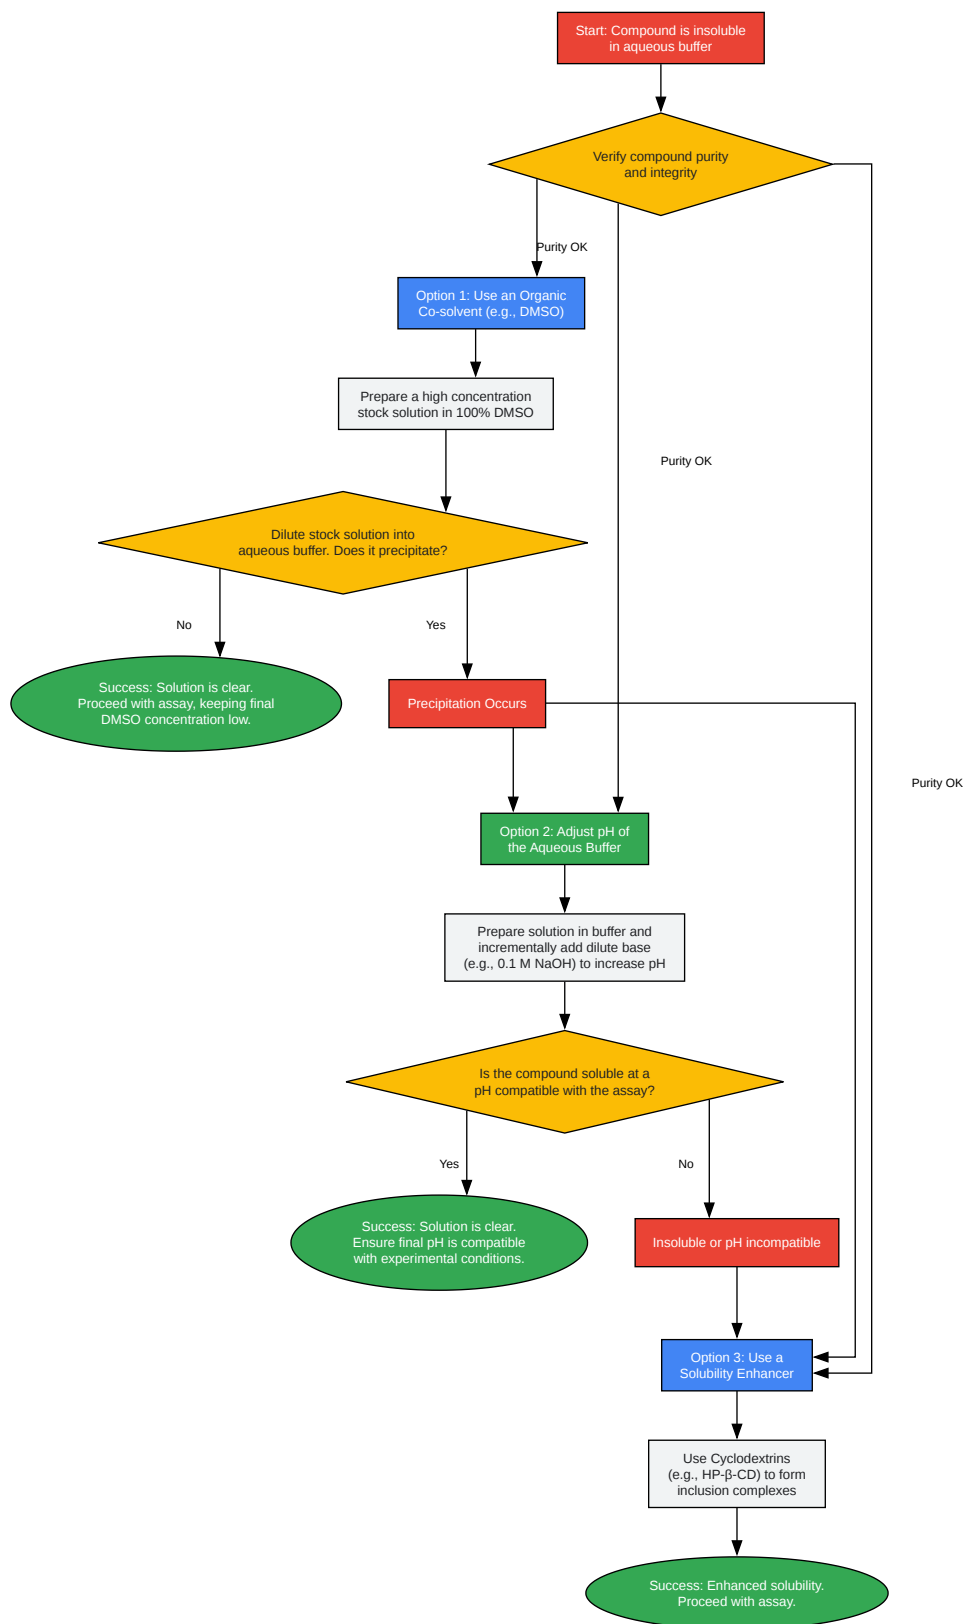 Start: Compound is insoluble
in aqueous buffer
Verify compound purity
and integrity
Purity OK
Option 1: Use an Organic
Co-solvent (e.g., DMSO)
Prepare a high concentration
stock solution in 100% DMSO
Purity OK
Dilute stock solution into
aqueous buffer. Does it precipitate?
No
Yes
Success: Solution is clear.
Proceed with assay, keeping final
DMSO concentration low.
Precipitation Occurs
Purity OK
Option 2: Adjust pH of
the Aqueous Buffer
Prepare solution in buffer and
incrementally add dilute base
(e.g., 0.1 M NaOH) to increase pH
Is the compound soluble at a
pH compatible with the assay?
Yes
No
Success: Solution is clear.
Ensure final pH is compatible
with experimental conditions.
Insoluble or pH incompatible
Option 3: Use a
Solubility Enhancer
Use Cyclodextrins
(e.g., HP-β-CD) to form
inclusion complexes
Success: Enhanced solubility.
Proceed with assay.